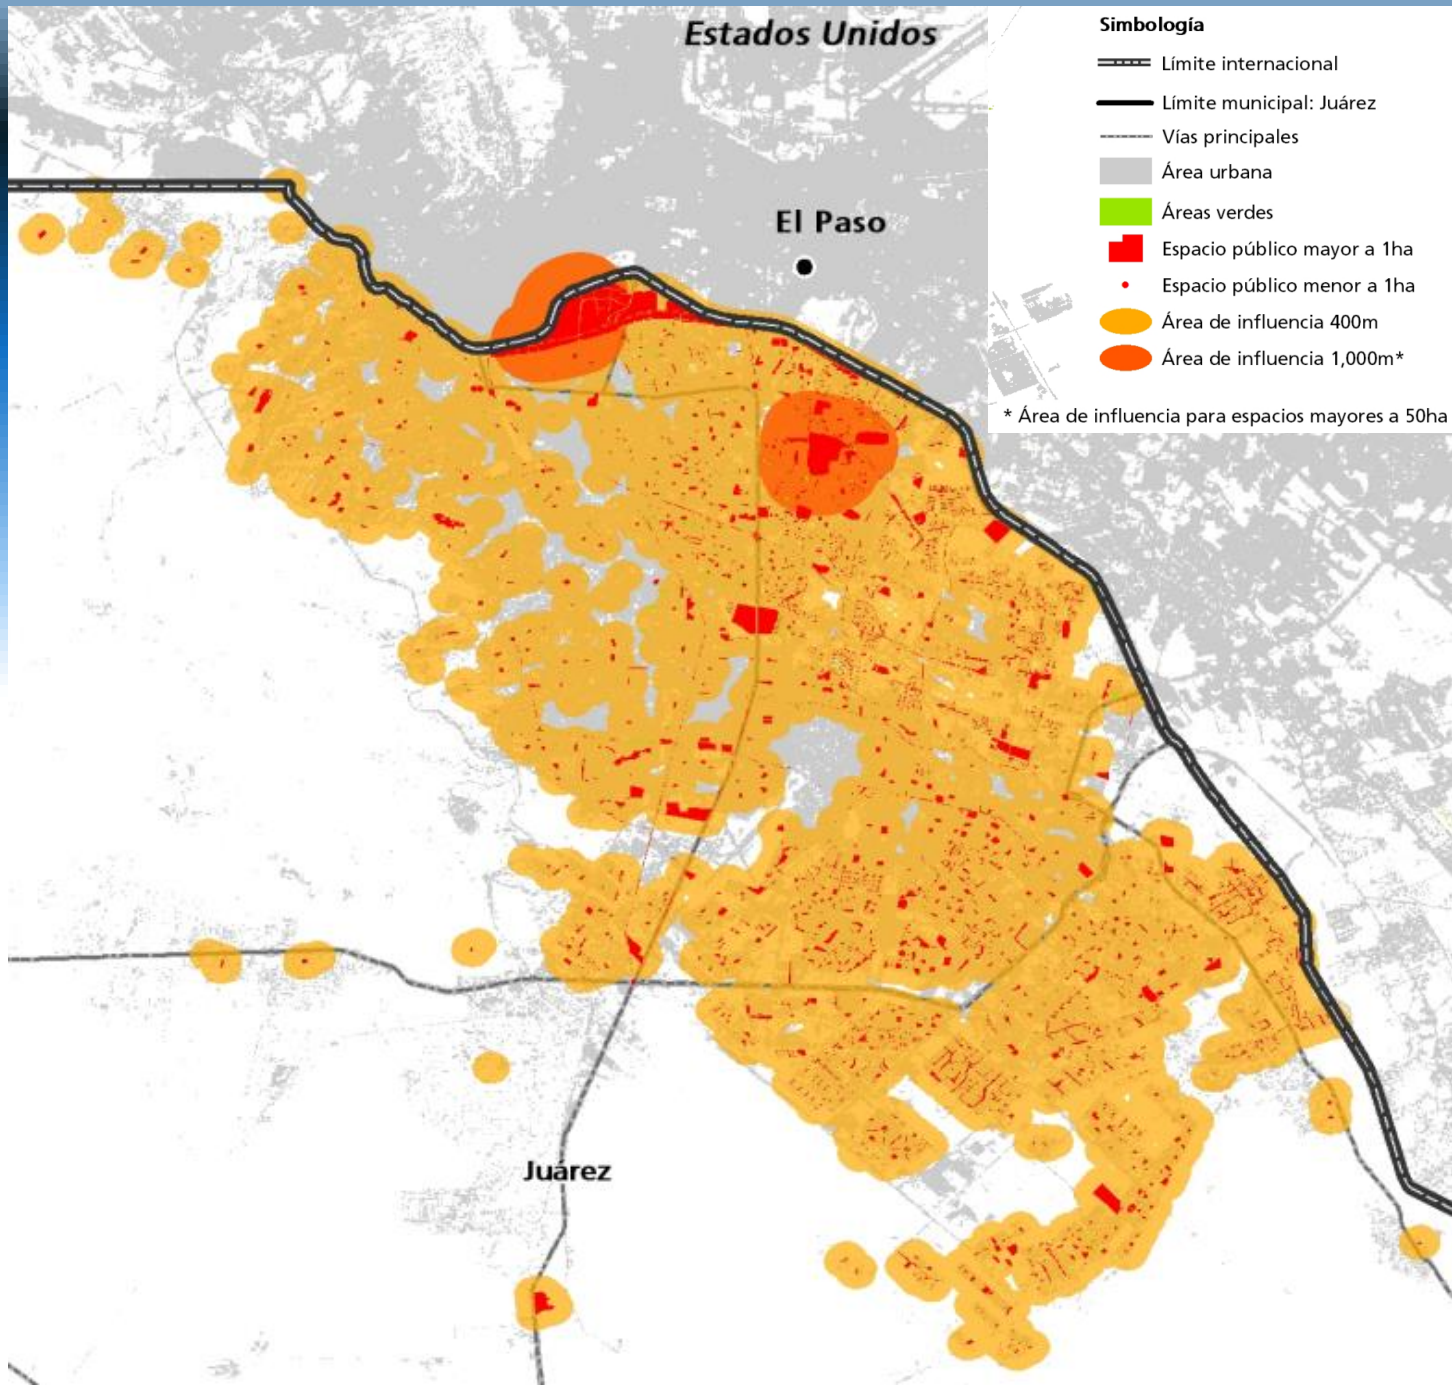 Estados Unidos
El Paso
Juárez
Simbología
Límite internacional
Límite municipal: Juárez
Vías principales
Área urbana
Áreas verdes
Espacio público mayor a 1ha
Espacio público menor a 1ha
Área de influencia 400m
Área de influencia 1,000m*
* Área de influencia para espacios mayores a 50ha